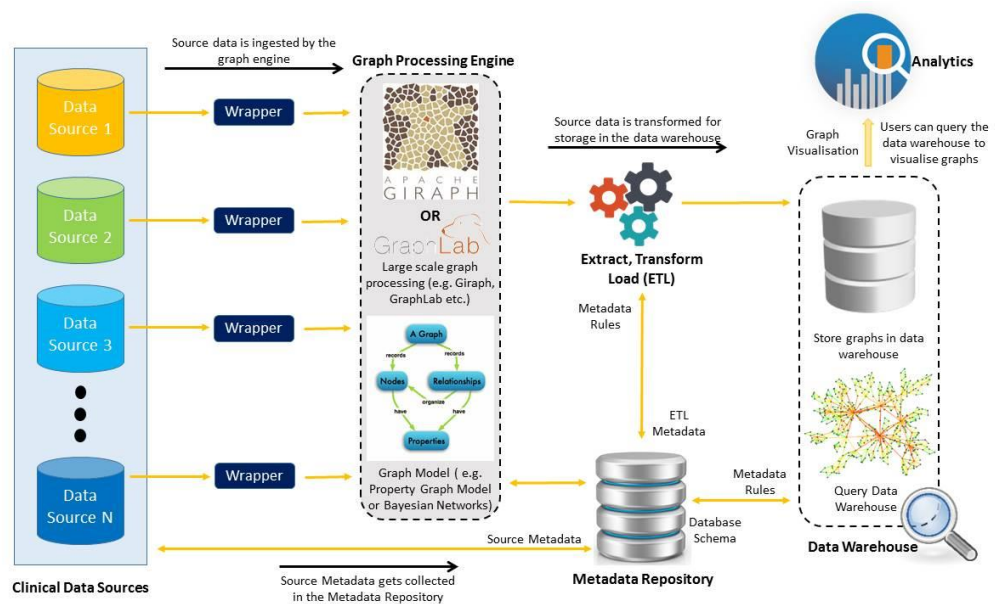 Source data is ingested by the
graph engine
Data
Source 1
Data
Source 2
Data
Source 3
Data
Source N
Clinical Data Sources
Wrapper
Wrapper
Wrapper
Wrapper
Graph Processing Engine
APACHE
GIRAPH
OR
GraphLab
Large scale graph
processing (e.g. Giraph,
GraphLab etc.)
A Graph
records
records
Nodes
Relationships
organize
have
have
Properties
Graph Model ( e.g.
Property Graph Model
or Bayesian Networks)
Source data is transformed for
storage in the data warehouse
Extract, Transform
Load (ETL)
Metadata
Rules
ETL
Metadata
Database
Schema
Metadata Repository
Metadata
Rules
Source Metadata
Source Metadata gets collected
in the Metadata Repository
Analytics
Graph
Visualisation
Users can query the
data warehouse to
visualise graphs
Store graphs in data
warehouse
Query Data
Warehouse
Data Warehouse